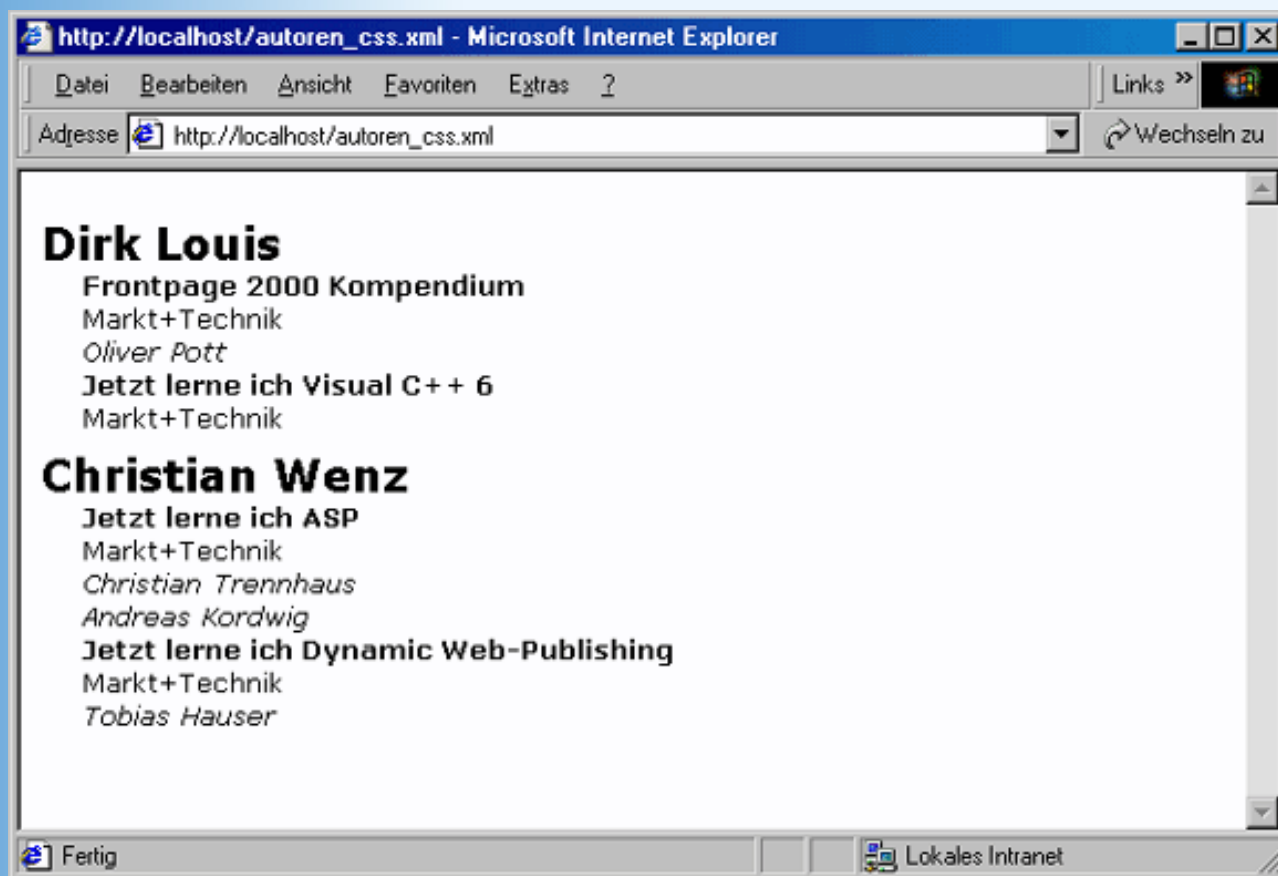 http://localhost/autoren_css.xml - Microsoft Internet Explorer
Datei Bearbeiten Ansicht Favoriten Extras ? Links »
Adresse http://localhost/autoren_css.xml Wechseln zu
Dirk Louis
Frontpage 2000 Kompendium
Markt+Technik
Oliver Pott
Jetzt lerne ich Visual C++ 6
Markt+Technik
Christian Wenz
Jetzt lerne ich ASP
Markt+Technik
Christian Trennhaus
Andreas Kordwig
Jetzt lerne ich Dynamic Web-Publishing
Markt+Technik
Tobias Hauser
Fertig Lokales Intranet